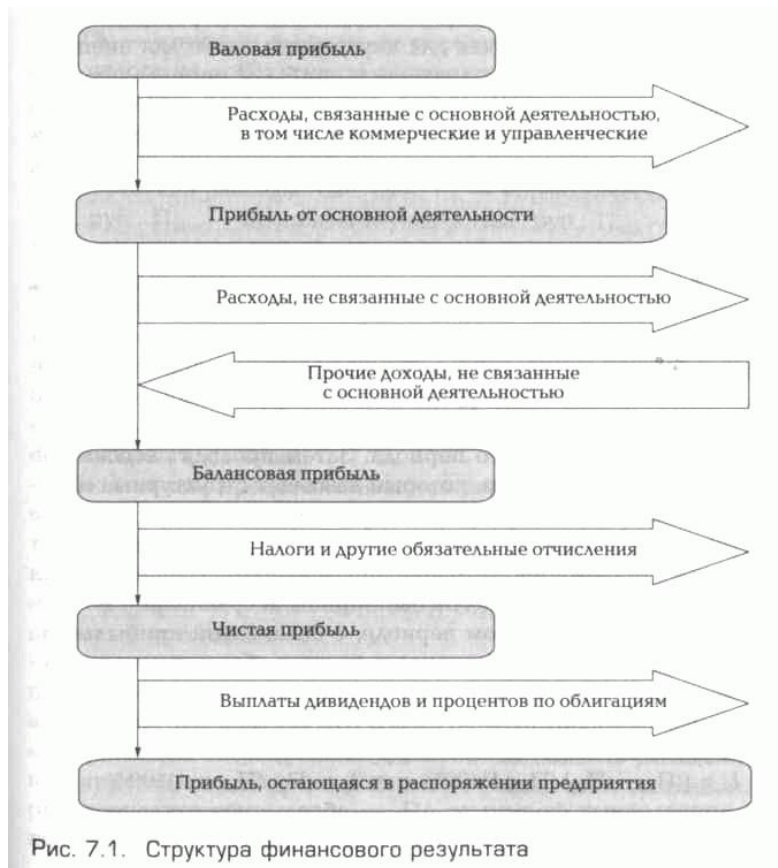 Валовая прибыль
Расходы, связанные с основной деятельностью,
в том числе коммерческие и управленческие
Прибыль от основной деятельности
Расходы, не связанные с основной деятельностью
Прочие доходы, не связанные
с основной деятельностью
Балансовая прибыль
Налоги и другие обязательные отчисления
Чистая прибыль
Выплаты дивидендов и процентов по облигациям
Прибыль, остающаяся в распоряжении предприятия
Рис. 7.1. Структура финансового результата